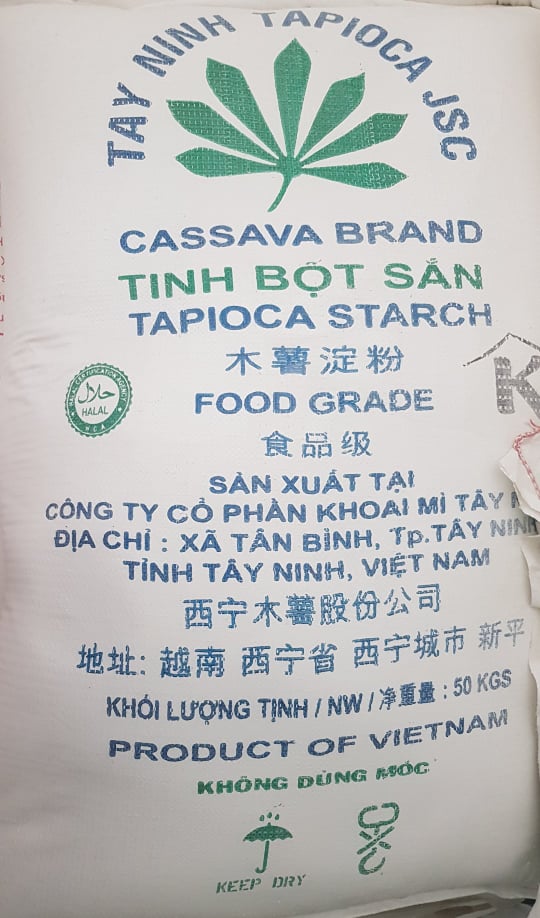 TAY NINH TAPIOCA JSC
CASSAVA BRAND
TINH BỘT SẮN
TAPIOCA STARCH
木薯淀粉
حلال
HALAL
FOOD GRADE
食品级
SẢN XUẤT TẠI
CÔNG TY CỔ PHẦN KHOAI MÌ TÂY
ĐỊA CHỈ : XÃ TÂN BÌNH, Tp.TÂY NINH
TỈNH TÂY NINH, VIỆT NAM
西宁木薯股份公司
地址: 越南 西宁省 西宁城市 新平
KHỐI LƯỢNG TỊNH / NW / 净重量 : 50 KGS
PRODUCT OF VIETNAM
KHÔNG DÙNG MÓC
KEEP DRY